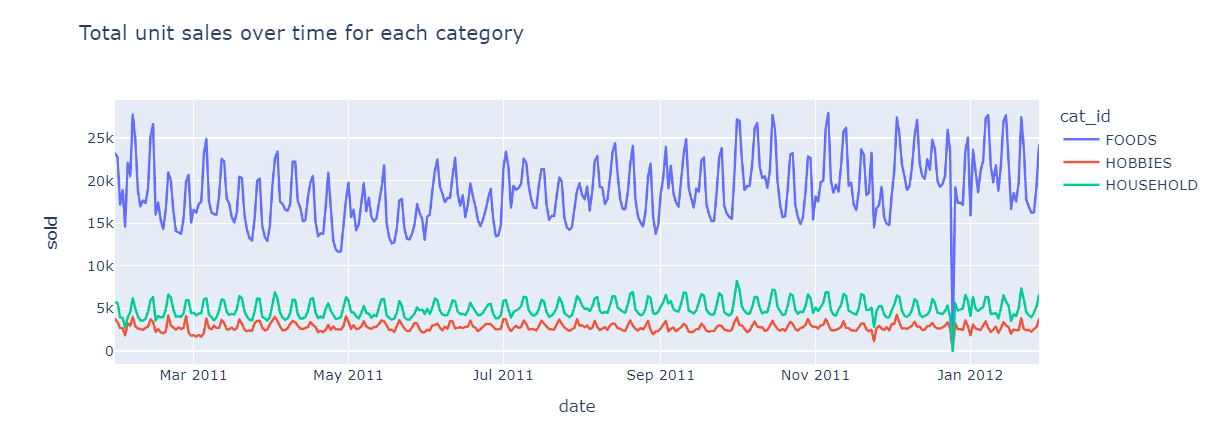 Total unit sales over time for each category
cat_id
FOODS
HOBBIES
HOUSEHOLD
25k
20k
15k
10k
5k
0
sold
Mar 2011
May 2011
Jul 2011
Sep 2011
Nov 2011
Jan 2012
date